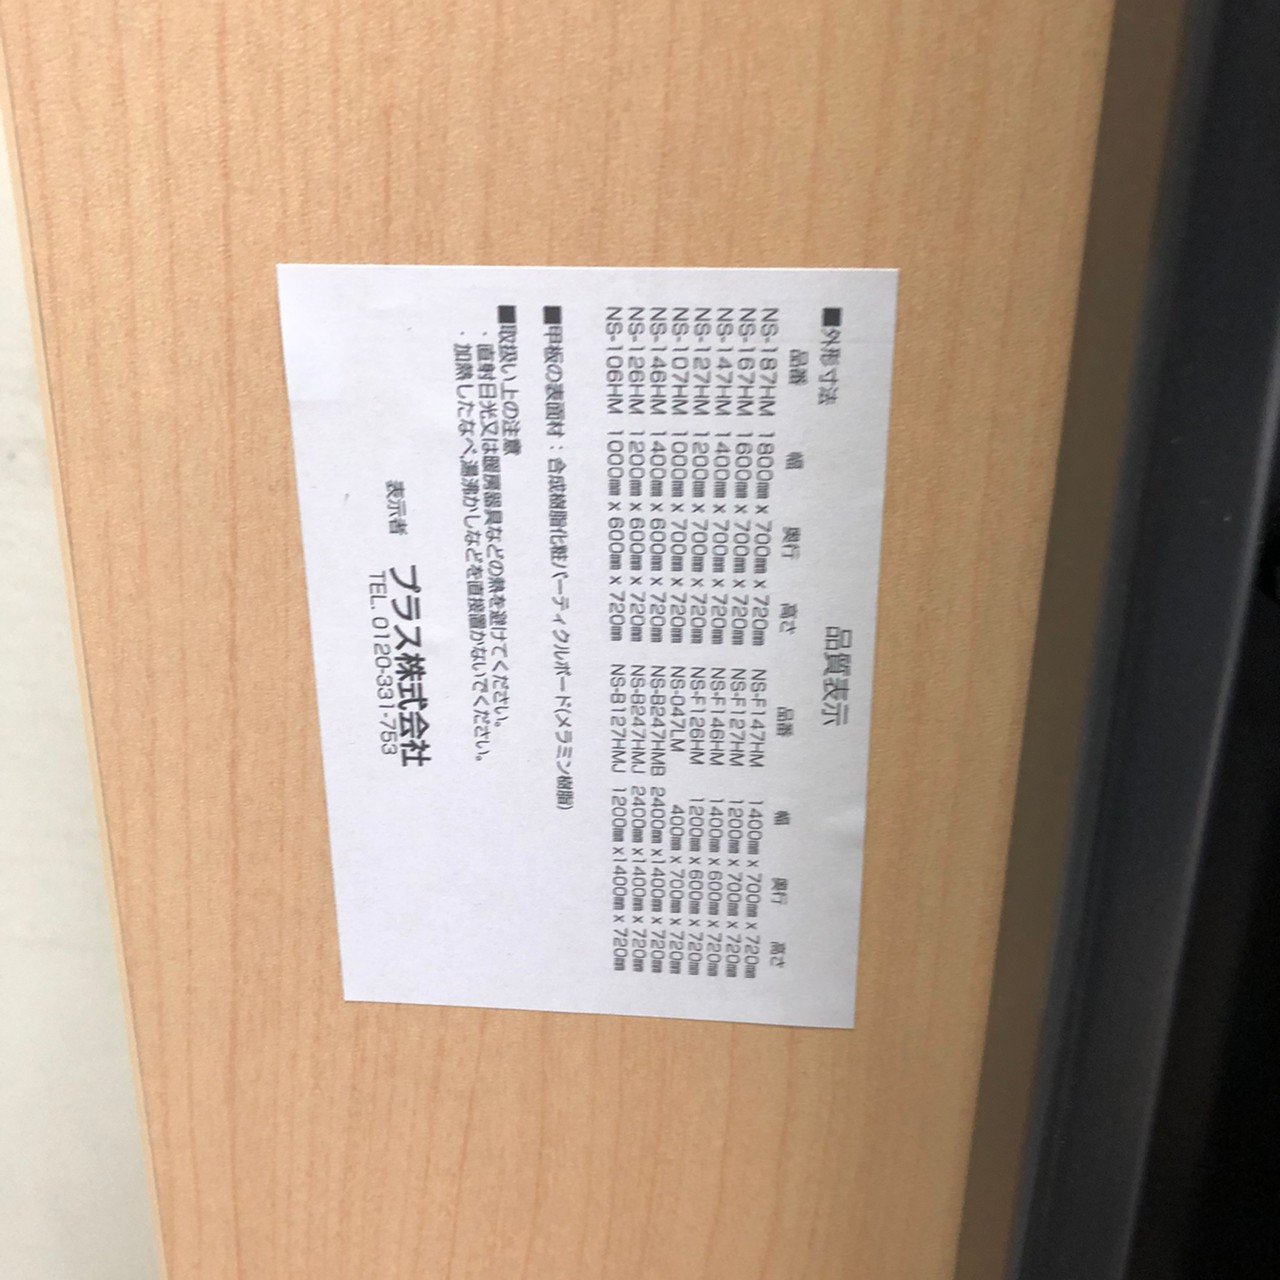 品質表示
■外形寸法
品番 幅 奥行 高さ 品番 幅 奥行 高さ
NS-187HM 1800㎜ x 700㎜ x 720㎜ NS-F147HM 1400㎜ x 700㎜ x 720㎜
NS-167HM 1600㎜ x 700㎜ x 720㎜ NS-F127HM 1200㎜ x 700㎜ x 720㎜
NS-147HM 1400㎜ x 700㎜ x 720㎜ NS-F146HM 1400㎜ x 600㎜ x 720㎜
NS-127HM 1200㎜ x 700㎜ x 720㎜ NS-F126HM 1200㎜ x 600㎜ x 720㎜
NS-107HM 1000㎜ x 700㎜ x 720㎜ NS-047LM 400㎜ x 700㎜ x 720㎜
NS-146HM 1400㎜ x 600㎜ x 720㎜ NS-B247HMB 2400㎜ x1400㎜ x 720㎜
NS-126HM 1200㎜ x 600㎜ x 720㎜ NS-B247HMJ 2400㎜ x1400㎜ x 720㎜
NS-106HM 1000㎜ x 600㎜ x 720㎜ NS-B127HMJ 1200㎜ x1400㎜ x 720㎜
■甲板の表面材：合成樹脂化粧パーティクルボード(メラミン樹脂)
■取扱い上の注意
・直射日光又は暖房器具などの熱を避けてください。
・加熱したなべ、湯沸かしなどを直接置かないでください。
表示者 プラス株式会社
TEL. 0120-331-753